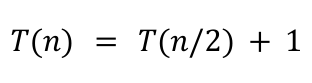 T(n) = T(n/2) + 1